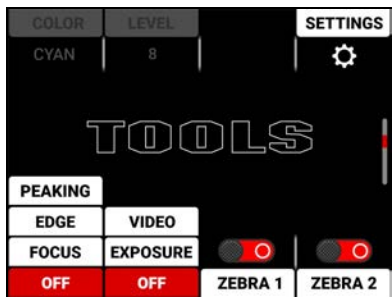 COLOR LEVEL SETTINGS
CYAN 8
TOOLS
PEAKING
EDGE VIDEO
FOCUS EXPOSURE
OFF OFF ZEBRA 1 ZEBRA 2